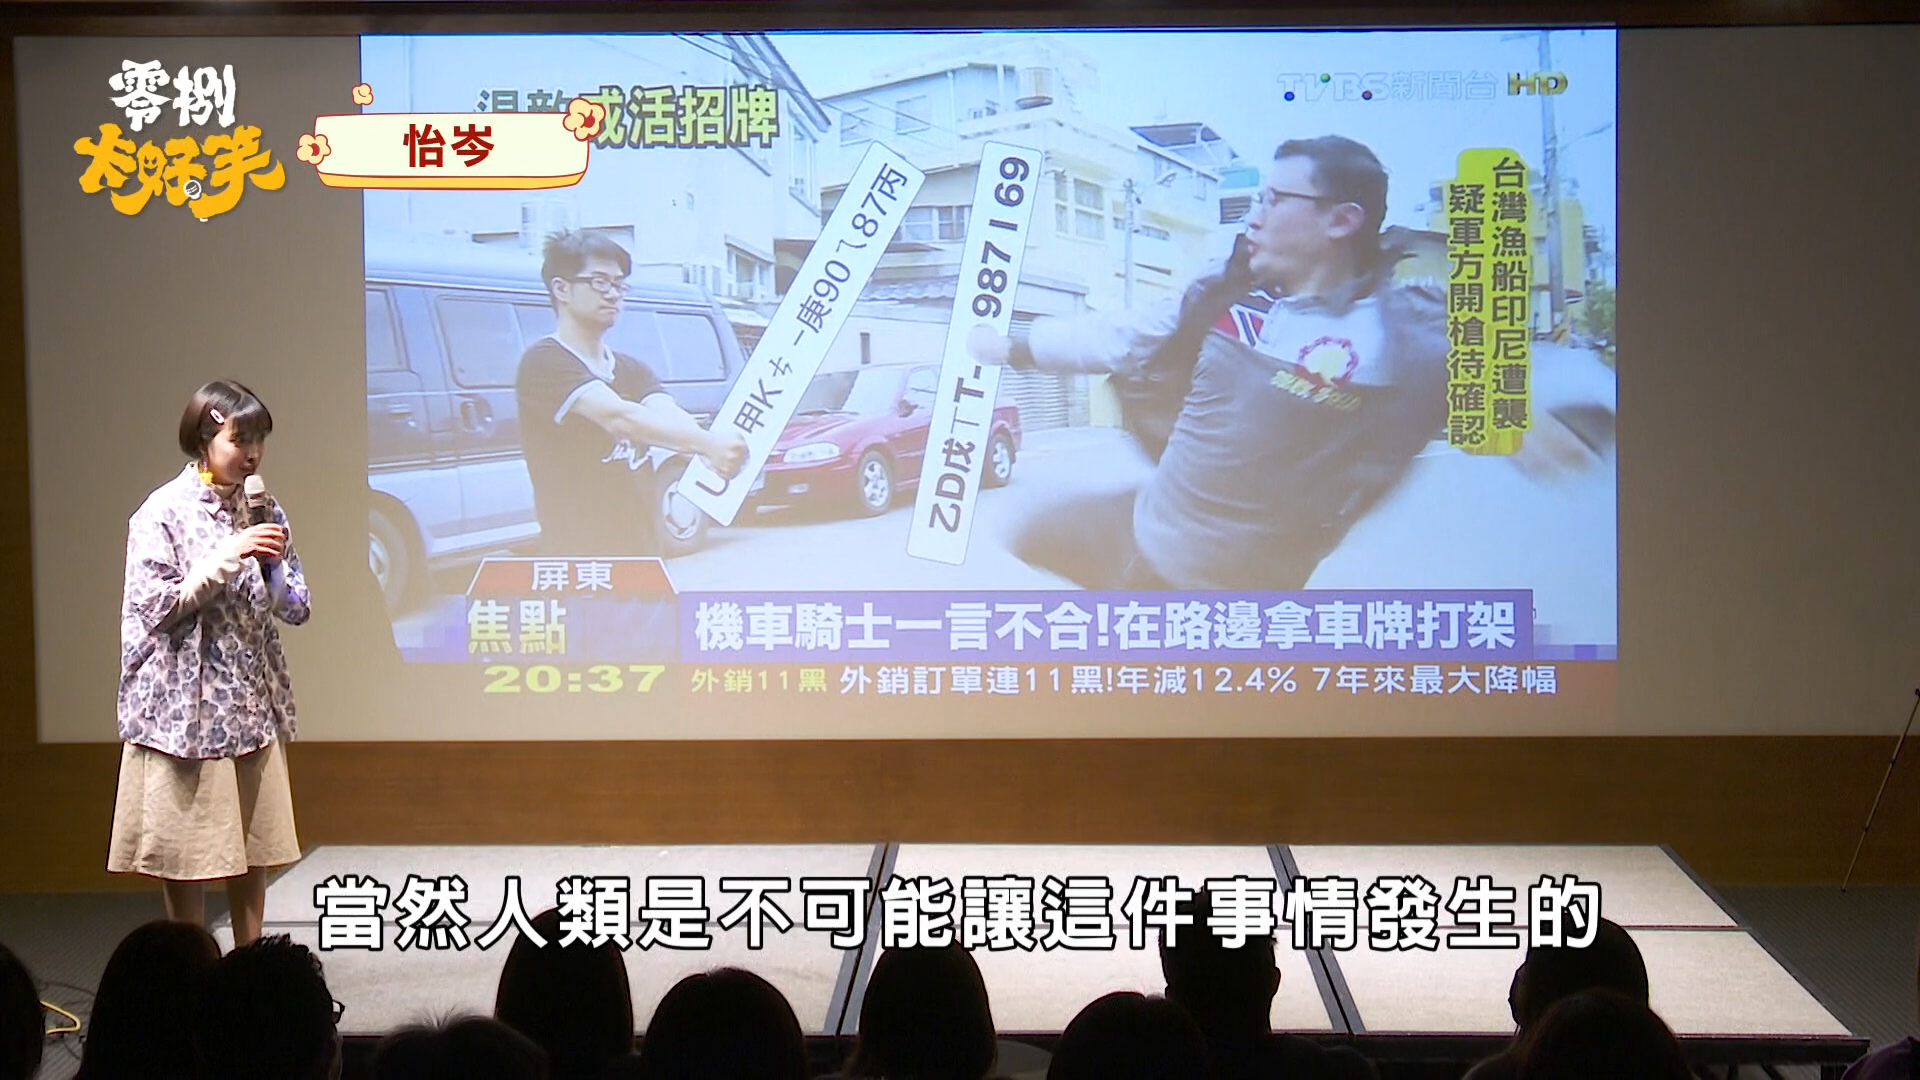 零捌
太好笑
怡岑
或活招牌
TVBS新聞台 HD
台灣漁船印尼遭襲
疑軍方開槍待確認
甲Kㄘ-庚90ㄟ87丙
ZD戊ㄒT-987169
屏東
焦點
機車騎士一言不合!在路邊拿車牌打架
20:37 外銷11黑 外銷訂單連11黑!年減12.4% 7年來最大降幅
當然人類是不可能讓這件事情發生的